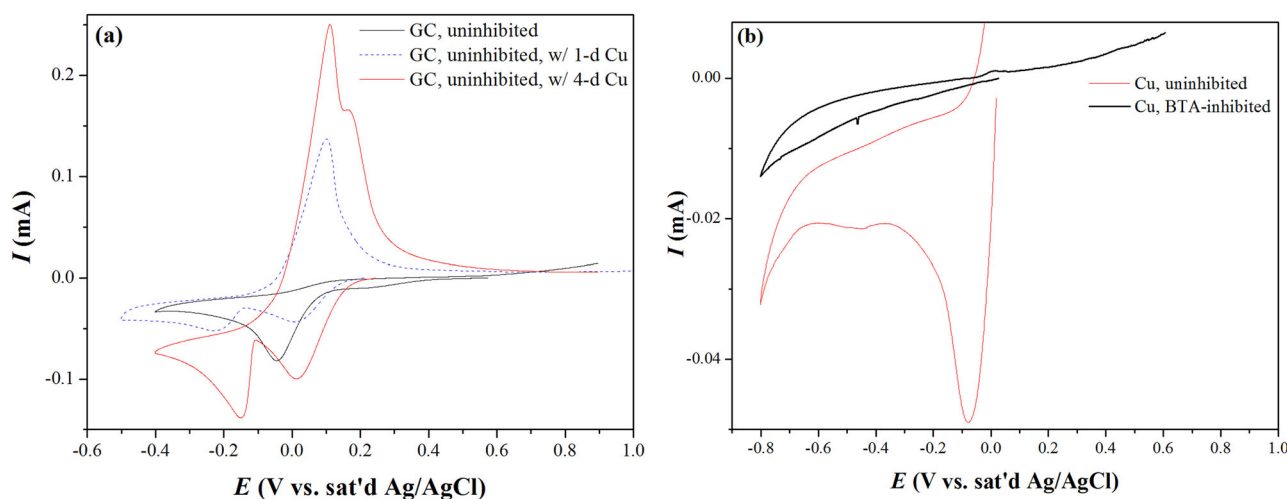 (a)
GC, uninhibited
GC, uninhibited, w/ 1-d Cu
GC, uninhibited, w/ 4-d Cu
I (mA)
0.2
0.1
0.0
-0.1
-0.6 -0.4 -0.2 0.0 0.2 0.4 0.6 0.8 1.0
E (V vs. sat'd Ag/AgCl)
(b)
Cu, uninhibited
Cu, BTA-inhibited
I (mA)
0.00
-0.02
-0.04
-0.8 -0.6 -0.4 -0.2 0.0 0.2 0.4 0.6 0.8 1.0
E (V vs. sat'd Ag/AgCl)